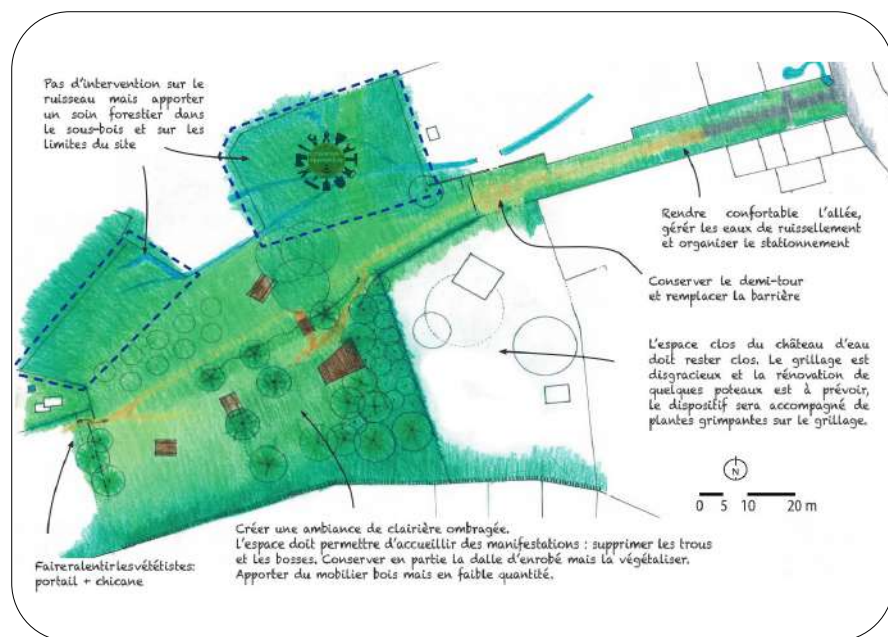 Pas d'intervention sur le
ruisseau mais apporter
un soin forestier dans
le sous-bois et sur les
limites du site
Rendre confortable l'allée,
gérér les eaux de ruissellement
et organiser le stationnement
Conserver le demi-tour
et remplacer la barrière
L'espace clos du château d'eau
doit rester clos. Le grillage est
disgracieux et la rénovation de
quelques poteaux est à prévoir,
le dispositif sera accompagné de
plantes grimpantes sur le grillage.
N
0 5 10 20 m
Créer une ambiance de clairière ombragée.
L'espace doit permettre d'accueillir des manifestations : supprimer les trous
et les bosses. Conserver en partie la dalle d'enrobé mais la végétaliser.
Apporter du mobilier bois mais en faible quantité.
Faire ralentir les vététistes:
portail + chicane